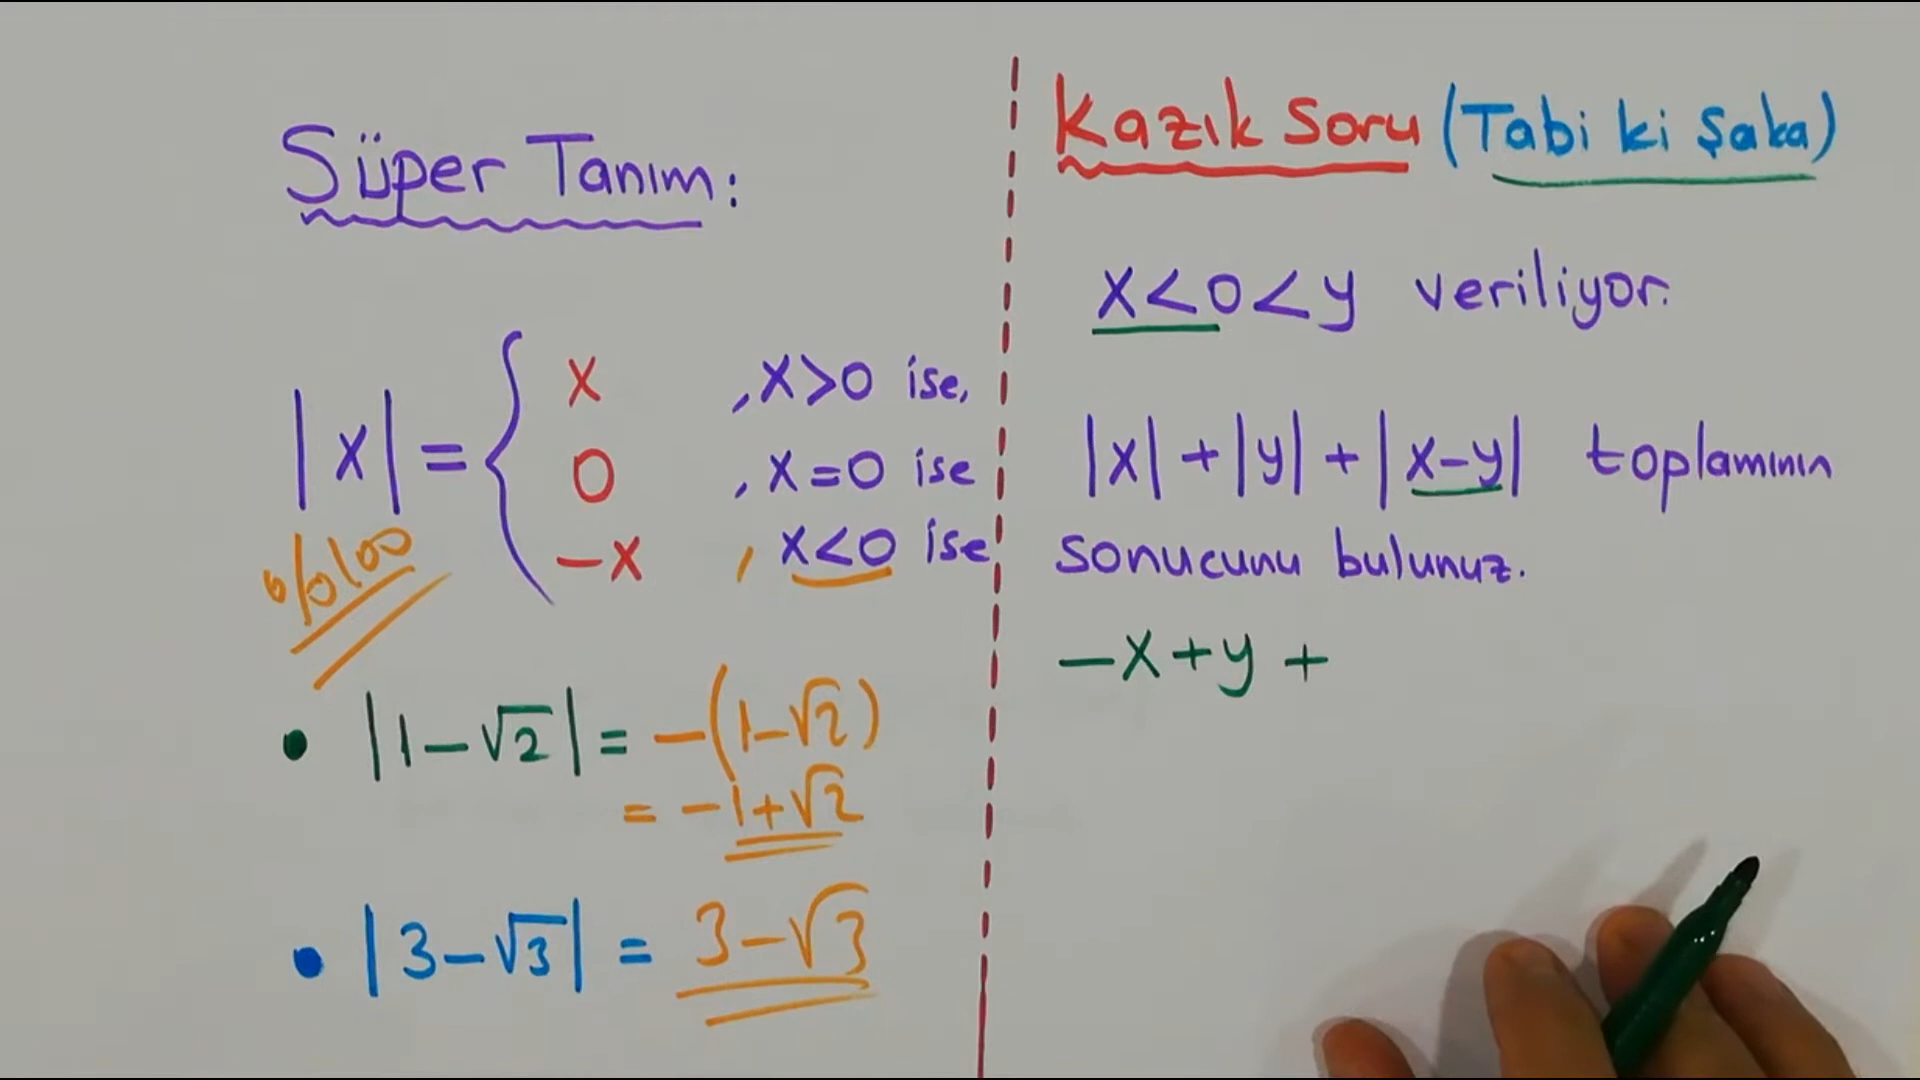 Süper Tanım:
|x| = { x , x>0 ise,
0 , x=0 ise
-x , x<0 ise
%100
• |1-√2| = -(1-√2)
= -1+√2
• |3-√3| = 3-√3
Kazık Soru (Tabi ki Şaka)
x<0<y veriliyor.
|x|+|y|+|x-y| toplamının
sonucunu bulunuz.
-x+y+